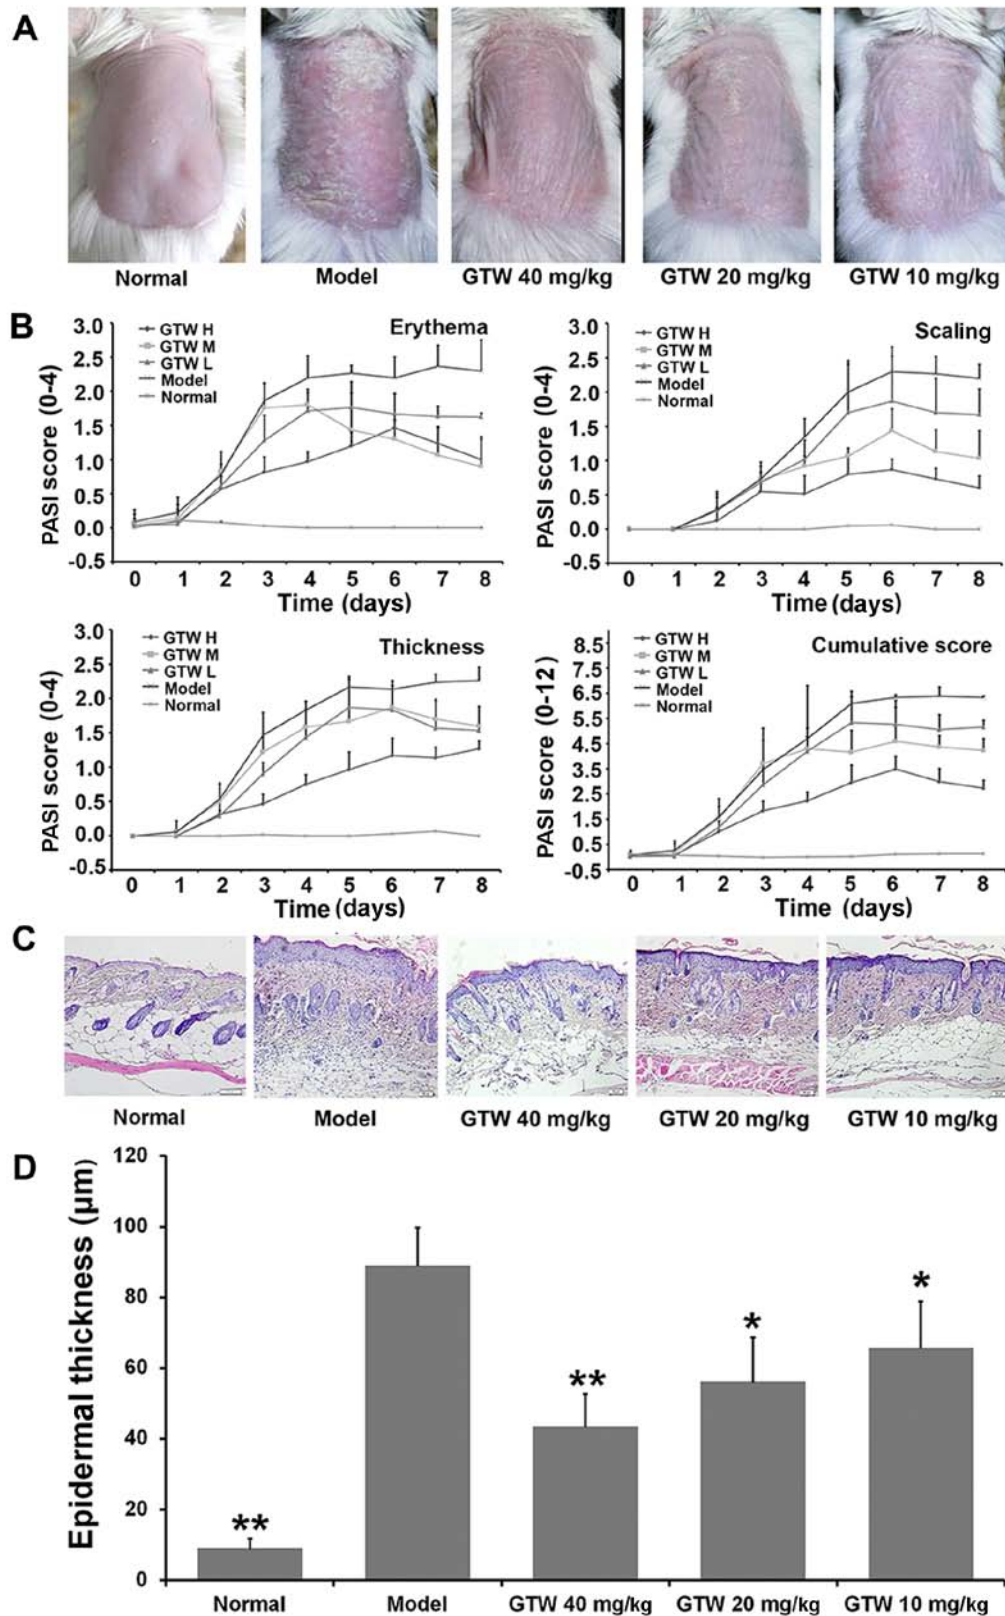 A
Normal
Model
GTW 40 mg/kg
GTW 20 mg/kg
GTW 10 mg/kg
B
Erythema
GTW H
GTW M
GTW L
Model
Normal
PASI score (0-4)
3.0
2.5
2.0
1.5
1.0
0.5
0.0
-0.5
0 1 2 3 4 5 6 7 8
Time (days)
Scaling
GTW H
GTW M
GTW L
Model
Normal
PASI score (0-4)
3.0
2.5
2.0
1.5
1.0
0.5
0.0
-0.5
0 1 2 3 4 5 6 7 8
Time (days)
Thickness
GTW H
GTW M
GTW L
Model
Normal
PASI score (0-4)
3.0
2.5
2.0
1.5
1.0
0.5
0.0
-0.5
0 1 2 3 4 5 6 7 8
Time (days)
Cumulative score
GTW H
GTW M
GTW L
Model
Normal
PASI score (0-12)
8.5
7.5
6.5
5.5
4.5
3.5
2.5
1.5
0.5
-0.5
0 1 2 3 4 5 6 7 8
Time (days)
C
Normal
Model
GTW 40 mg/kg
GTW 20 mg/kg
GTW 10 mg/kg
D
Epidermal thickness (µm)
120
100
80
60
40
20
0
**
**
*
*
Normal
Model
GTW 40 mg/kg
GTW 20 mg/kg
GTW 10 mg/kg